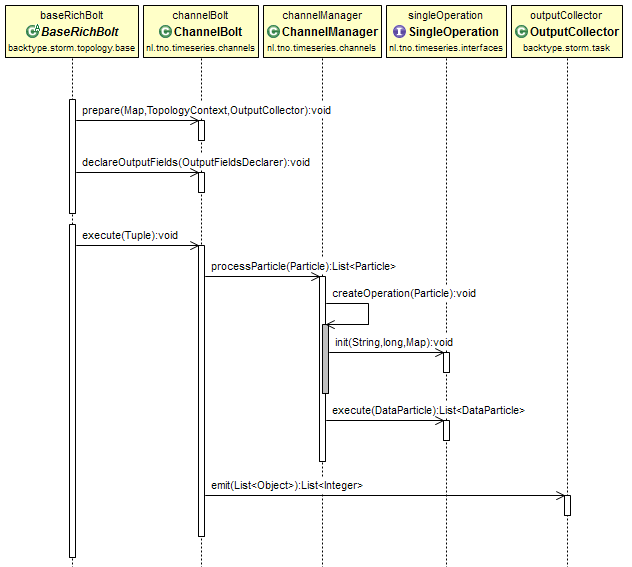 baseRichBolt
BaseRichBolt
backtype.storm.topology.base
channelBolt
ChannelBolt
nl.tno.timeseries.channels
channelManager
ChannelManager
nl.tno.timeseries.channels
singleOperation
SingleOperation
nl.tno.timeseries.interfaces
outputCollector
OutputCollector
backtype.storm.task
prepare(Map,TopologyContext,OutputCollector):void
declareOutputFields(OutputFieldsDeclarer):void
execute(Tuple):void
processParticle(Particle):List<Particle>
createOperation(Particle):void
init(String,long,Map):void
execute(DataParticle):List<DataParticle>
emit(List<Object>):List<Integer>